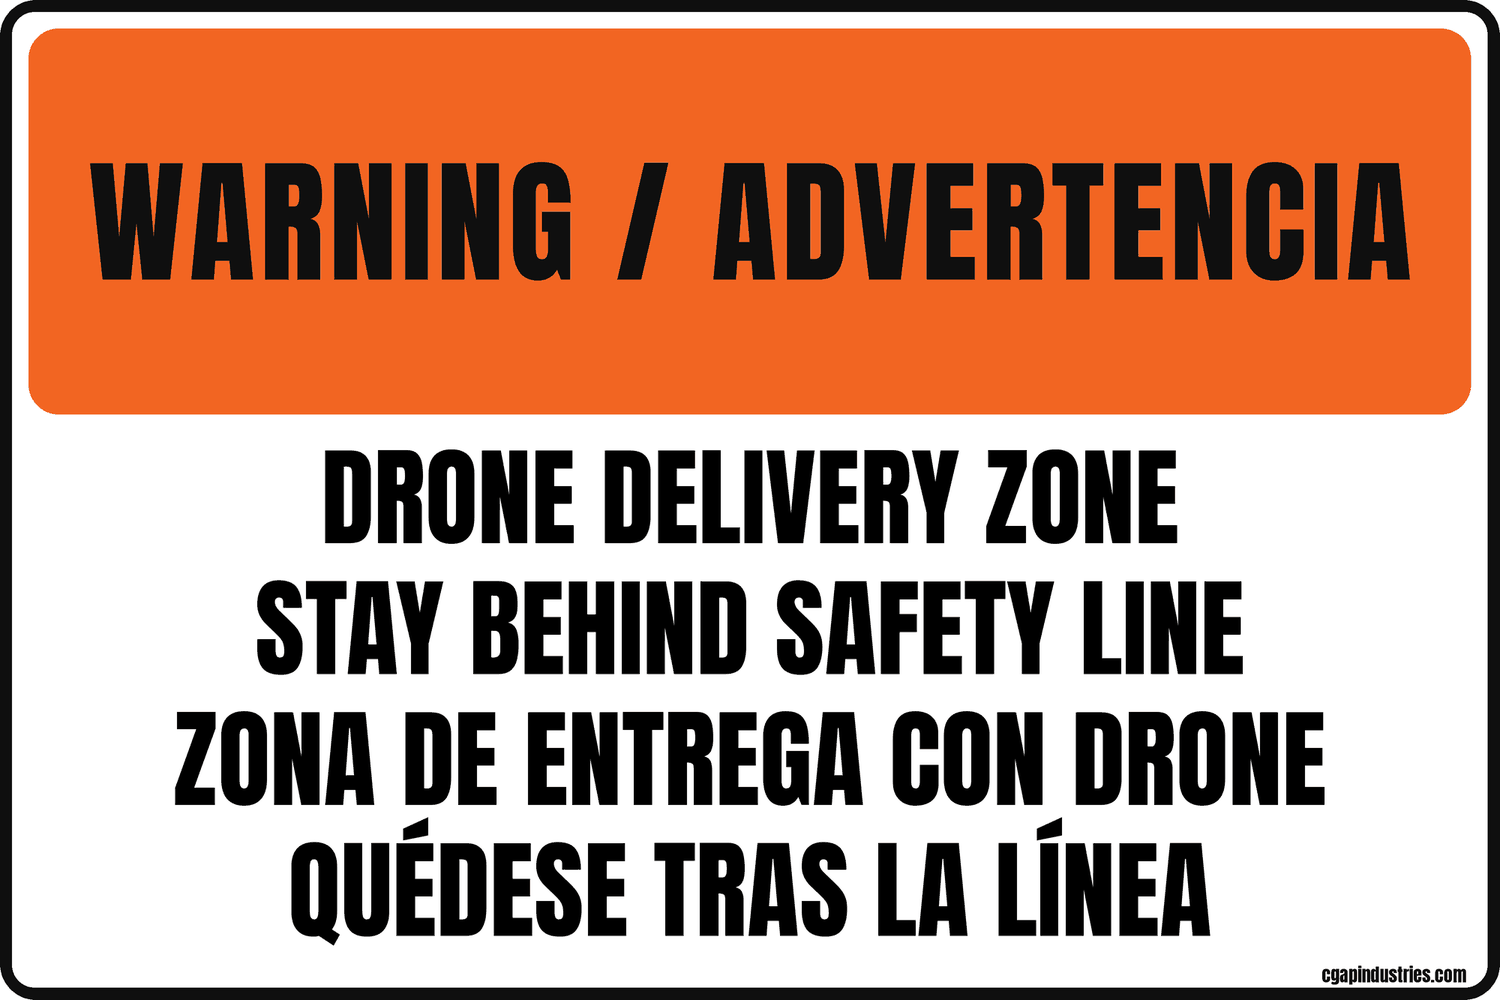 WARNING / ADVERTENCIA
DRONE DELIVERY ZONE
STAY BEHIND SAFETY LINE
ZONA DE ENTREGA CON DRONE
QUÉDESE TRAS LA LÍNEA
cgapindustries.com